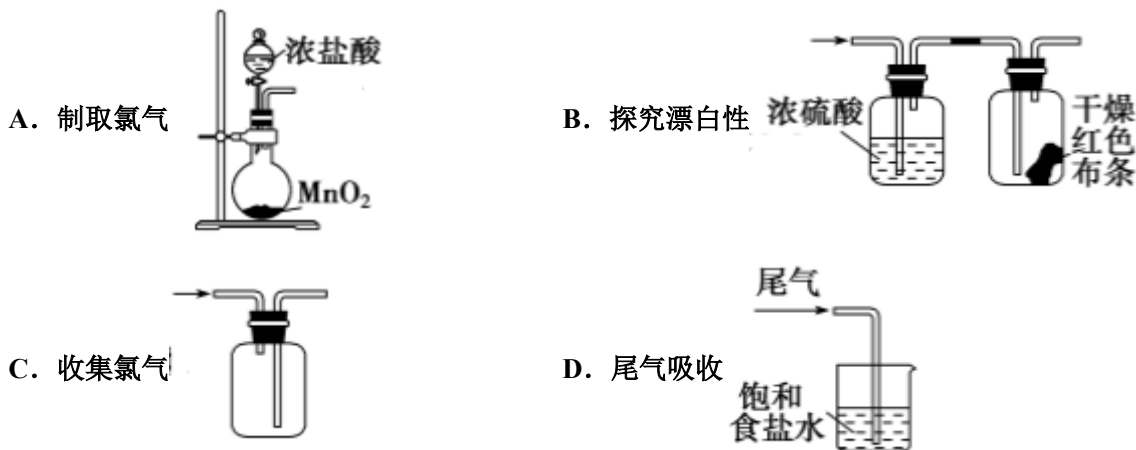 浓盐酸
A．制取氯气
MnO₂
B．探究漂白性
浓硫酸
干燥
红色
布条
C．收集氯气
尾气
D．尾气吸收
饱和
食盐水